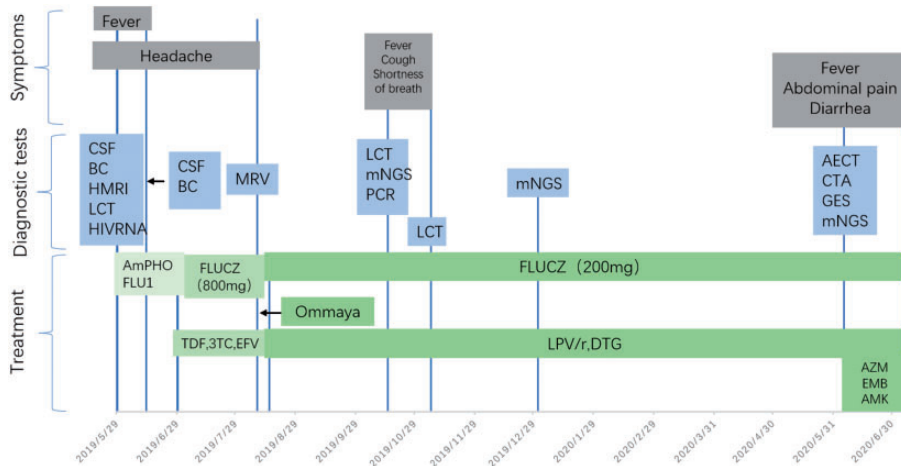 Symptoms
Fever
Headache
Fever
Cough
Shortness
of breath
Fever
Abdominal pain
Diarrhea
Diagnostic tests
CSF
BC
HMRI
LCT
HIVRNA
CSF
BC
MRV
LCT
mNGS
PCR
LCT
mNGS
AECT
CTA
GES
mNGS
Treatment
AmPHO
FLU1
FLUCZ
(800mg)
FLUCZ (200mg)
Ommaya
TDF,3TC,EFV
LPV/r,DTG
AZM
EMB
AMK
2019/5/29
2019/6/29
2019/7/29
2019/8/29
2019/9/29
2019/10/29
2019/11/29
2019/12/29
2020/1/29
2020/2/29
2020/3/31
2020/4/30
2020/5/31
2020/6/30